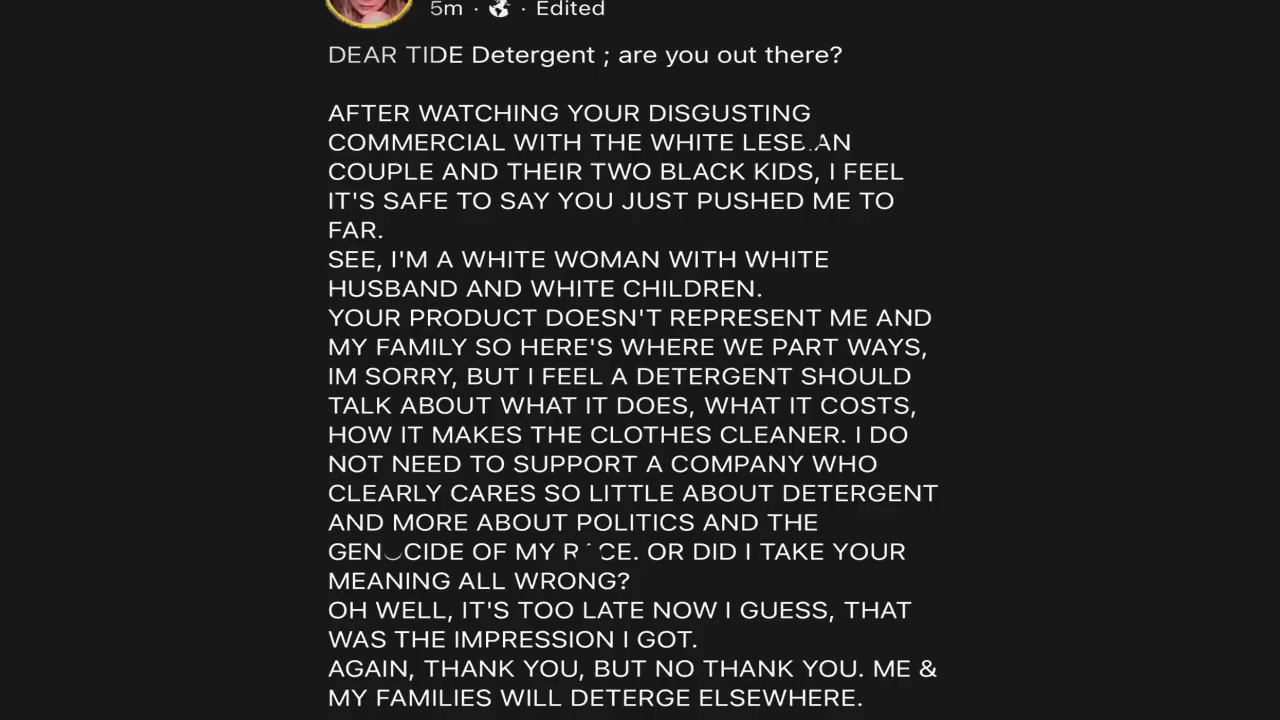 5m · · Edited
DEAR TIDE Detergent ; are you out there?
AFTER WATCHING YOUR DISGUSTING
COMMERCIAL WITH THE WHITE
COUPLE AND THEIR TWO BLACK KIDS, I FEEL
IT'S SAFE TO SAY YOU JUST PUSHED ME TO
FAR.
SEE, I'M A WHITE WOMAN WITH WHITE
HUSBAND AND WHITE CHILDREN.
YOUR PRODUCT DOESN'T REPRESENT ME AND
MY FAMILY SO HERE'S WHERE WE PART WAYS,
IM SORRY, BUT I FEEL A DETERGENT SHOULD
TALK ABOUT WHAT IT DOES, WHAT IT COSTS,
HOW IT MAKES THE CLOTHES CLEANER. I DO
NOT NEED TO SUPPORT A COMPANY WHO
CLEARLY CARES SO LITTLE ABOUT DETERGENT
AND MORE ABOUT POLITICS AND THE
OF MY OR DID I TAKE YOUR
MEANING ALL WRONG?
OH WELL, IT'S TOO LATE NOW I GUESS, THAT
WAS THE IMPRESSION I GOT.
AGAIN, THANK YOU, BUT NO THANK YOU. ME &
MY FAMILIES WILL DETERGE ELSEWHERE.